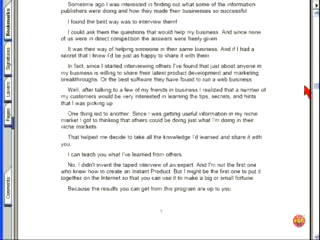 Sometime ago I was interested in finding out what some of the information
publishers were doing and how they made their businesses so successful
I found the best way was to interview them!
I could ask them the questions that would help my business. And since none
of us were in direct competition the answers were freely given
It was their way of helping someone in their same business. And if I had a
secret that I knew I'd be just as happy to share it with them
In fact, since I started interviewing others I've found that just about anyone in
my business is willing to share their latest product development and marketing
breakthroughs. Or the best software they have found to run a web business
Well, after talking to a few of my friends in business I realized that a number of
my customers would be very interested in learning the tips, secrets, and hints
that I was picking up
One thing led to another. Since I was getting useful information in my niche
market I got to thinking that others could be doing just what I'm doing in their
niche markets
That helped me decide to take all the knowledge I'd learned and share it with
you.
I can teach you what I've learned from others.
No, I didn't invent the taped interview of an expert. And I'm not the first one
who knew how to create an Instant Product. But I might be the first one to put it
together on the Internet so that you can use it to make a big or small fortune
Because the results you can get from this program are up to you.
Bookmarks
Signatures
Layers
Pages
Comments